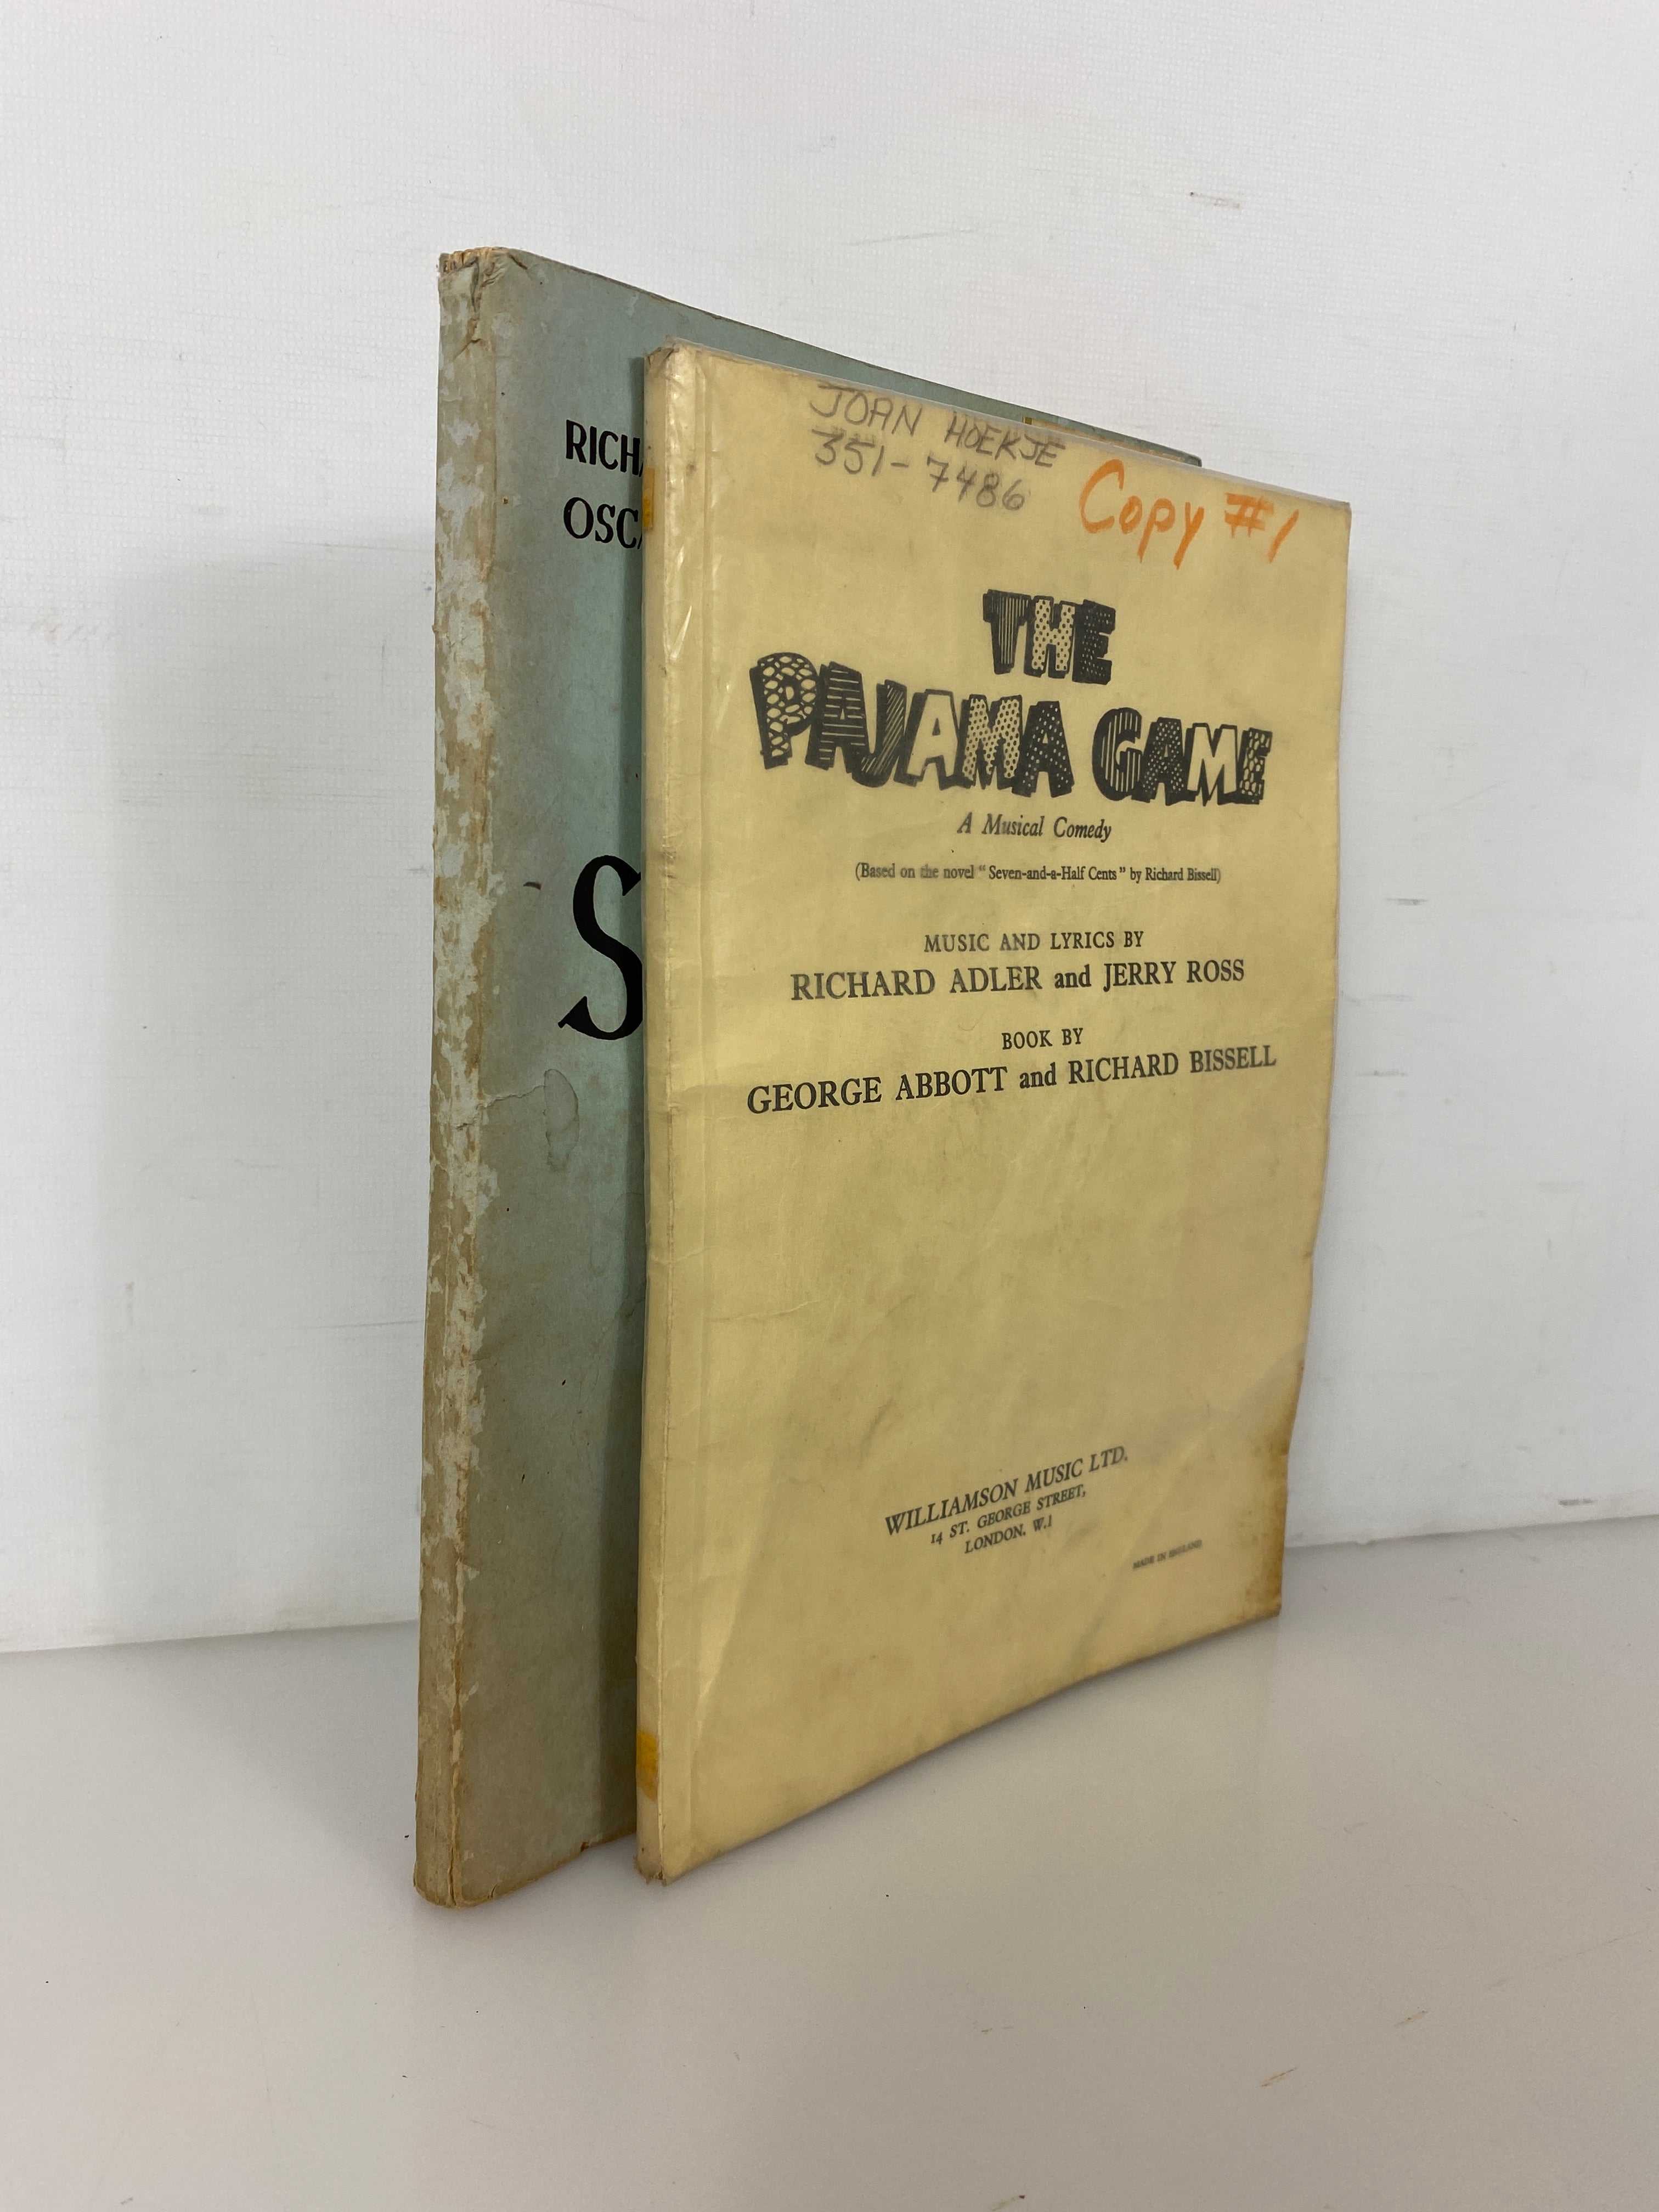 RICHA
OSCA
S
JOAN HOEKJE
351-7486
Copy #1
THE
PAJAMA GAME
A Musical Comedy
(Based on the novel “Seven-and-a-Half Cents” by Richard Bissell)
MUSIC AND LYRICS BY
RICHARD ADLER and JERRY ROSS
BOOK BY
GEORGE ABBOTT and RICHARD BISSELL
WILLIAMSON MUSIC LTD.
14 ST. GEORGE STREET,
LONDON, W.1
MADE IN ENGLAND